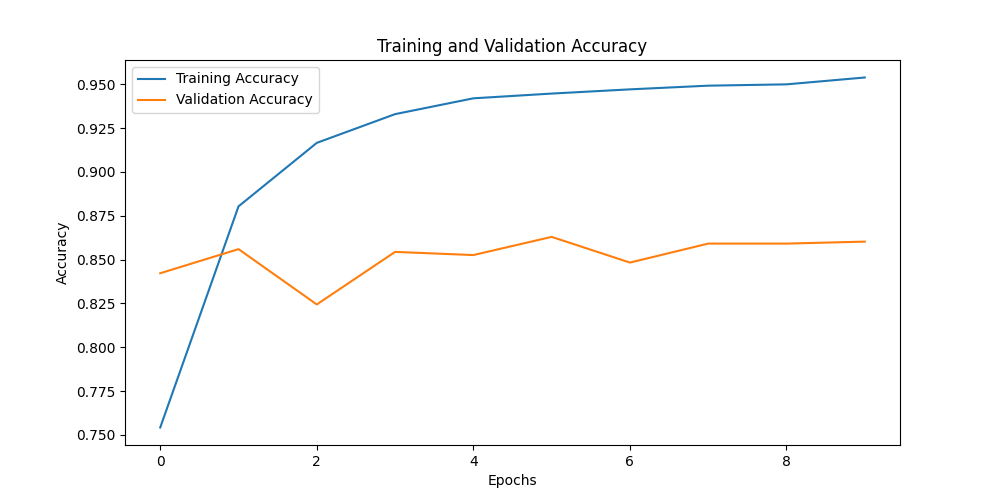 Training and Validation Accuracy
Training Accuracy
Validation Accuracy
0.950
0.925
0.900
0.875
0.850
0.825
0.800
0.775
0.750
Accuracy
0 2 4 6 8
Epochs